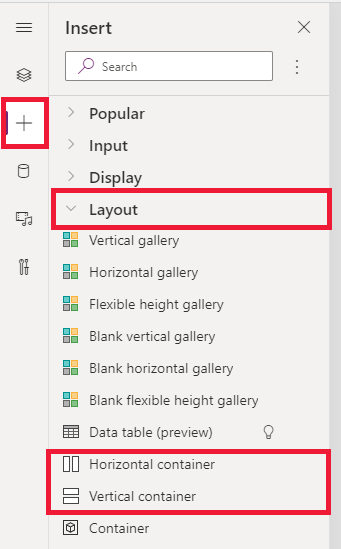 Insert
Search
Popular
Input
Display
Layout
Vertical gallery
Horizontal gallery
Flexible height gallery
Blank vertical gallery
Blank horizontal gallery
Blank flexible height gallery
Data table (preview)
Horizontal container
Vertical container
Container